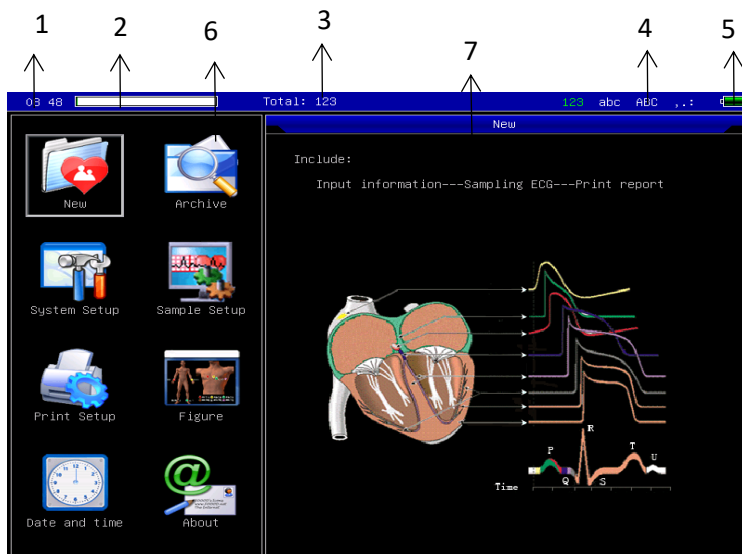 1 2 6 3 7 4 5
08 48 Total: 123 123 abc ABC ,.:
New
Include:
Input information---Sampling ECG---Print report
New Archive
System Setup Sample Setup
Print Setup Figure
Date and time About
R
P T U
Q S
Time